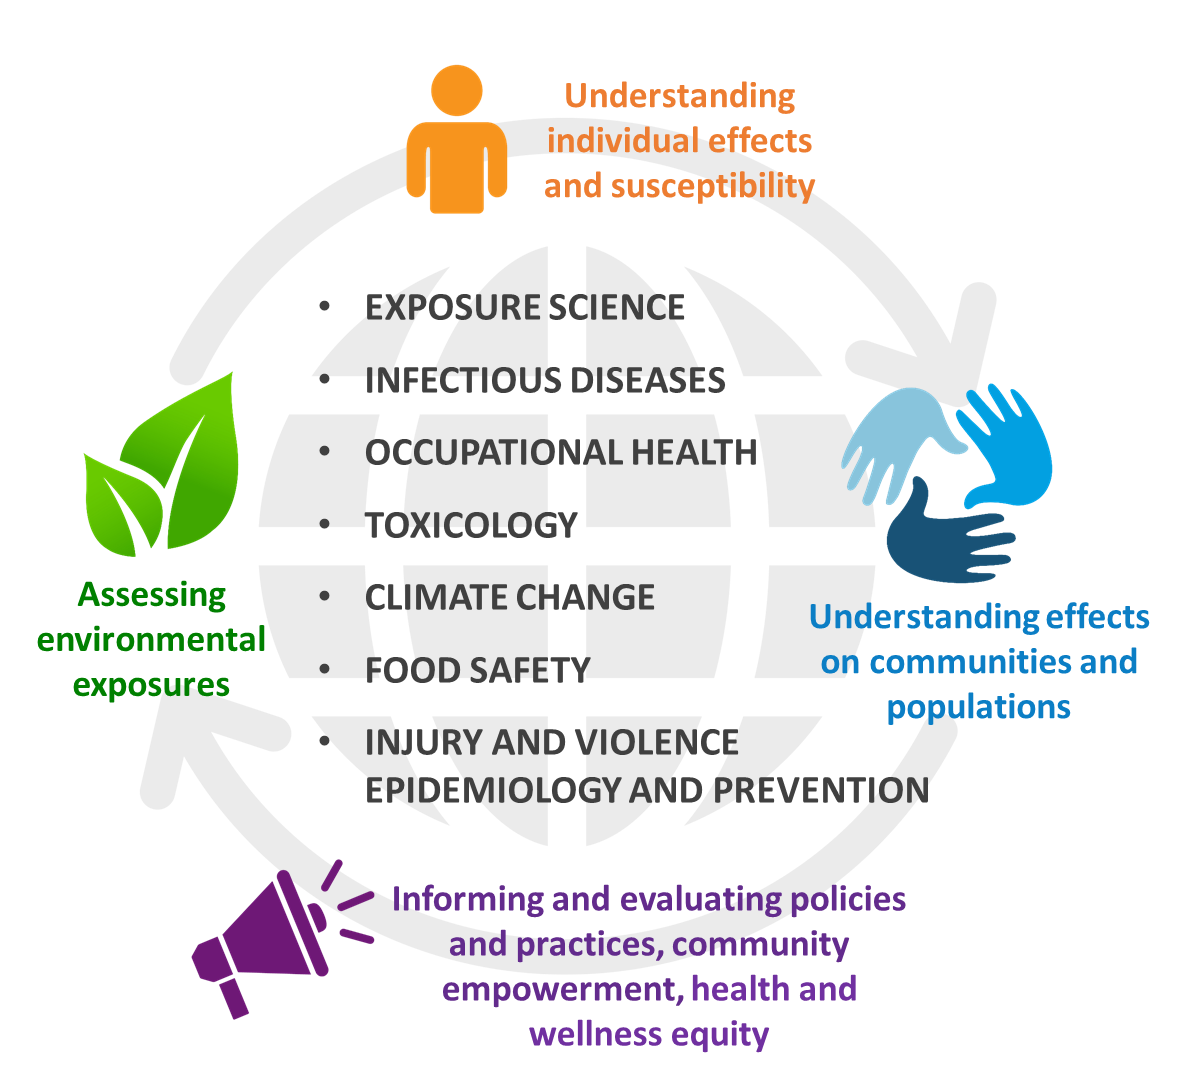 Understanding
individual effects
and susceptibility
• EXPOSURE SCIENCE
• INFECTIOUS DISEASES
• OCCUPATIONAL HEALTH
• TOXICOLOGY
• CLIMATE CHANGE
• FOOD SAFETY
• INJURY AND VIOLENCE
EPIDEMIOLOGY AND PREVENTION
Assessing
environmental
exposures
Understanding effects
on communities and
populations
Informing and evaluating policies
and practices, community
empowerment, health and
wellness equity